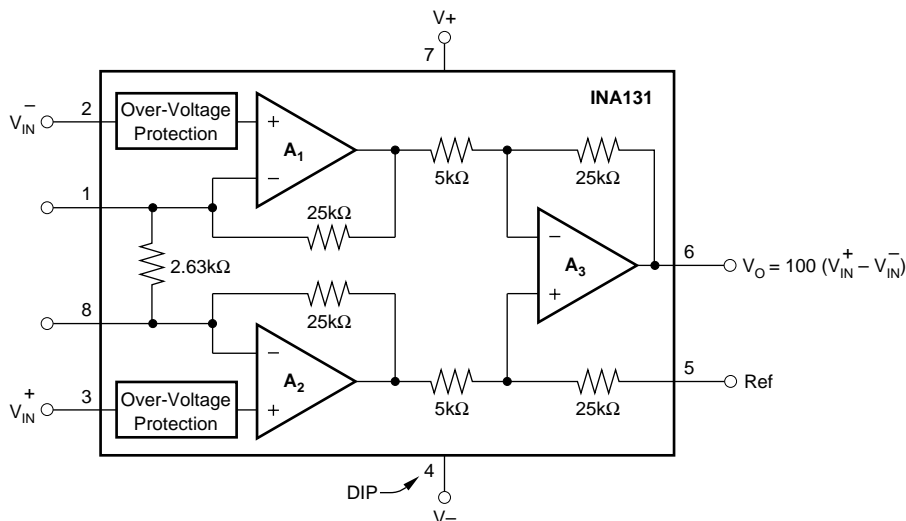 V+
7
INA131
V⁻IN
2
Over-Voltage
Protection
+
A₁
−
5kΩ
25kΩ
1
25kΩ
2.63kΩ
−
A₃
+
6
V_O = 100 (V⁺IN – V⁻IN)
8
25kΩ
−
A₂
+
5kΩ
25kΩ
5
Ref
V⁺IN
3
Over-Voltage
Protection
4
DIP
V–